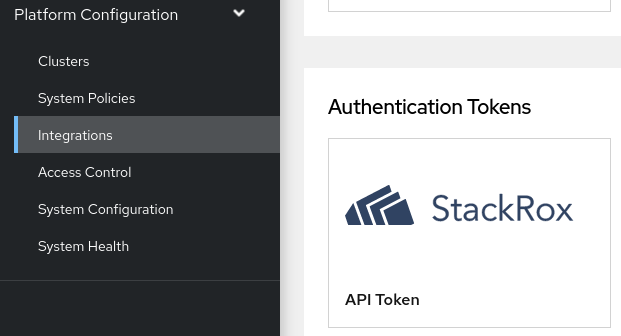 Platform Configuration
Clusters
System Policies
Integrations
Access Control
System Configuration
System Health
Authentication Tokens
StackRox
API Token